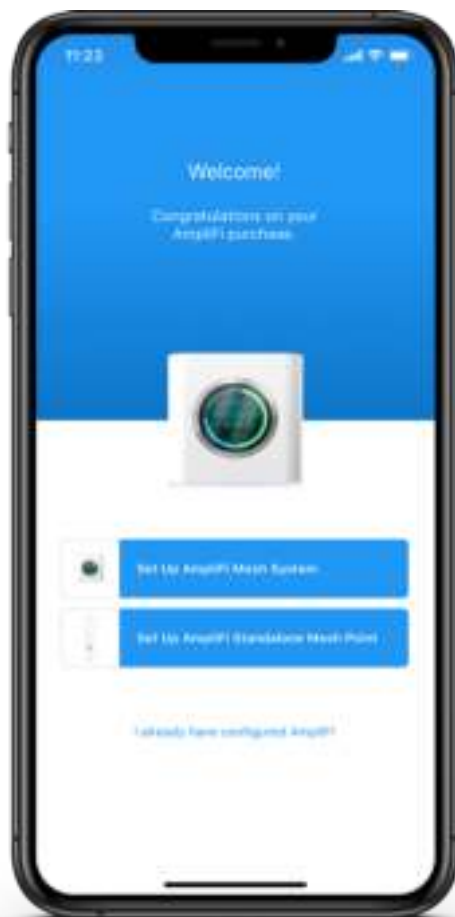 11:23
Welcome!
Congratulations on your
AmpliFi purchase.
Set Up AmpliFi Mesh System
Set Up AmpliFi Standalone Mesh Point
I already have configured AmpliFi